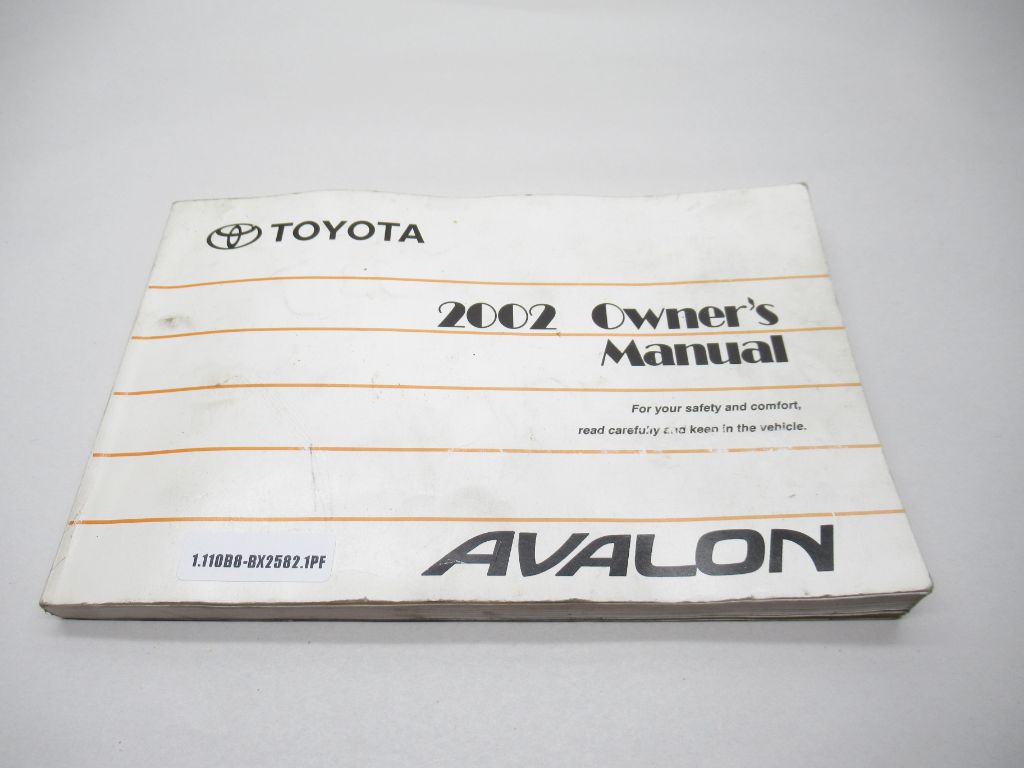 TOYOTA
2002 Owner's
Manual
For your safety and comfort,
read carefully and keep in the vehicle.
AVALON
1.110B8-BX2582.1PF